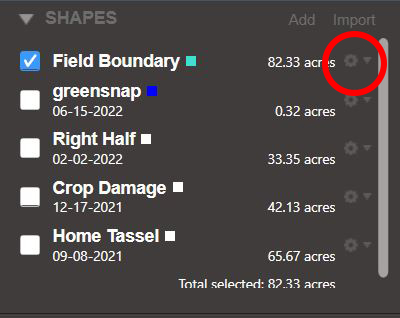 SHAPES Add Import
Field Boundary 82.33 acres
greensnap
06-15-2022 0.32 acres
Right Half
02-02-2022 33.35 acres
Crop Damage
12-17-2021 42.13 acres
Home Tassel
09-08-2021 65.67 acres
Total selected: 82.33 acres